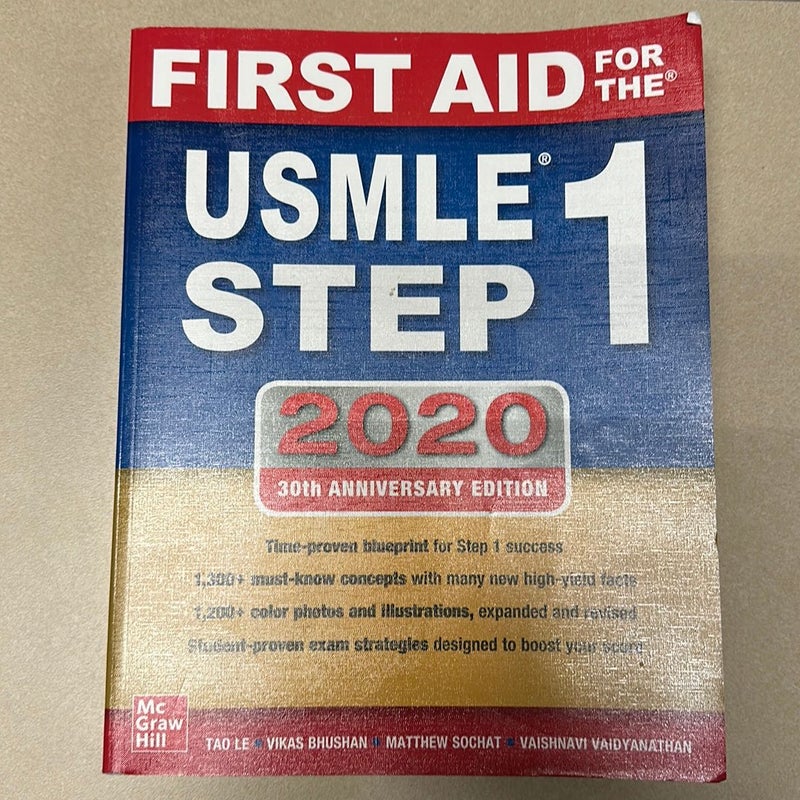 FIRST AID FOR THE®
USMLE® 1
STEP
2020
30th ANNIVERSARY EDITION
Time-proven blueprint for Step 1 success
1,300+ must-know concepts with many new high-yield facts
1,200+ color photos and illustrations, expanded and revised
Student-proven exam strategies designed to boost your score
Mc
Graw
Hill
TAO LE • VIKAS BHUSHAN • MATTHEW SOCHAT • VAISHNAVI VAIDYANATHAN